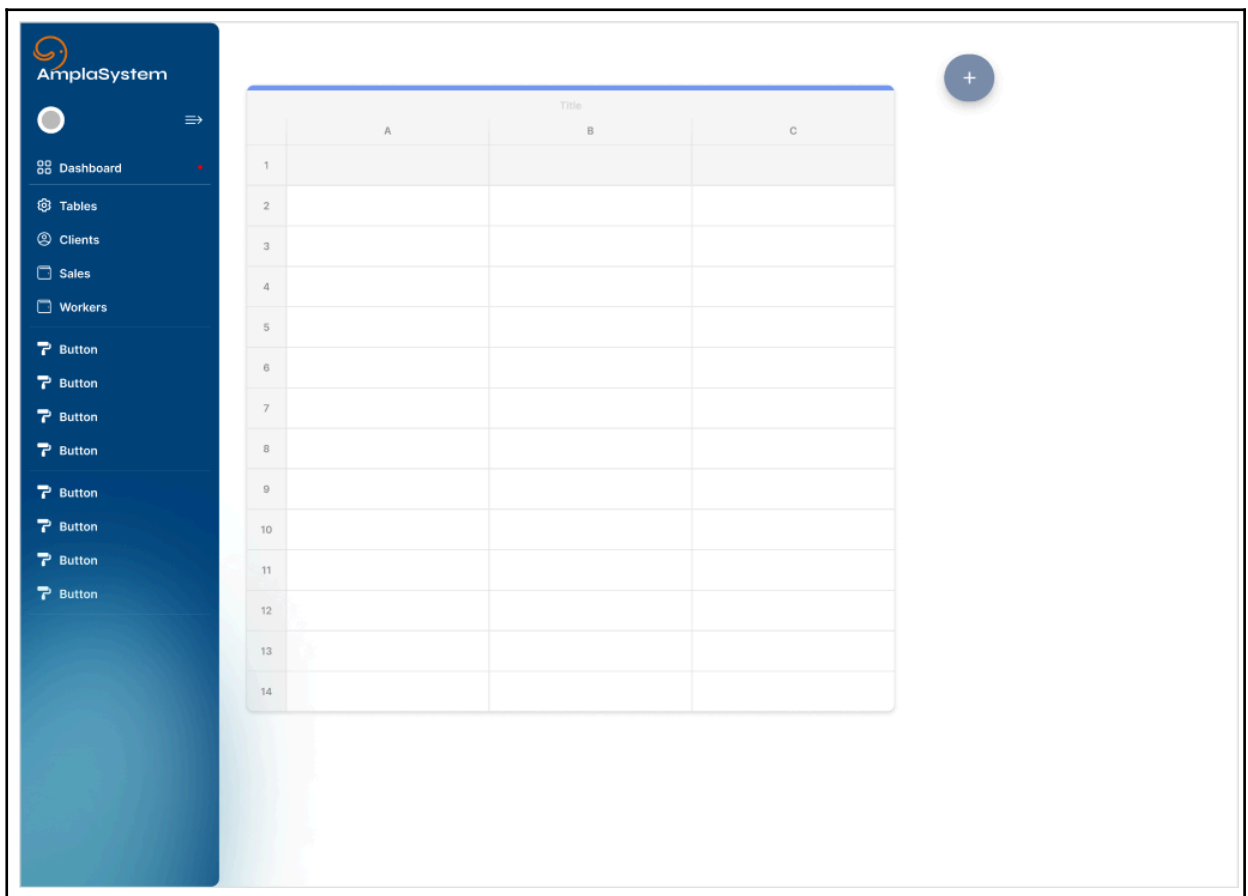 AmplaSystem
Dashboard
Tables
Clients
Sales
Workers
Button
Button
Button
Button
Button
Button
Button
Button
Title
A B C
1
2
3
4
5
6
7
8
9
10
11
12
13
14
+